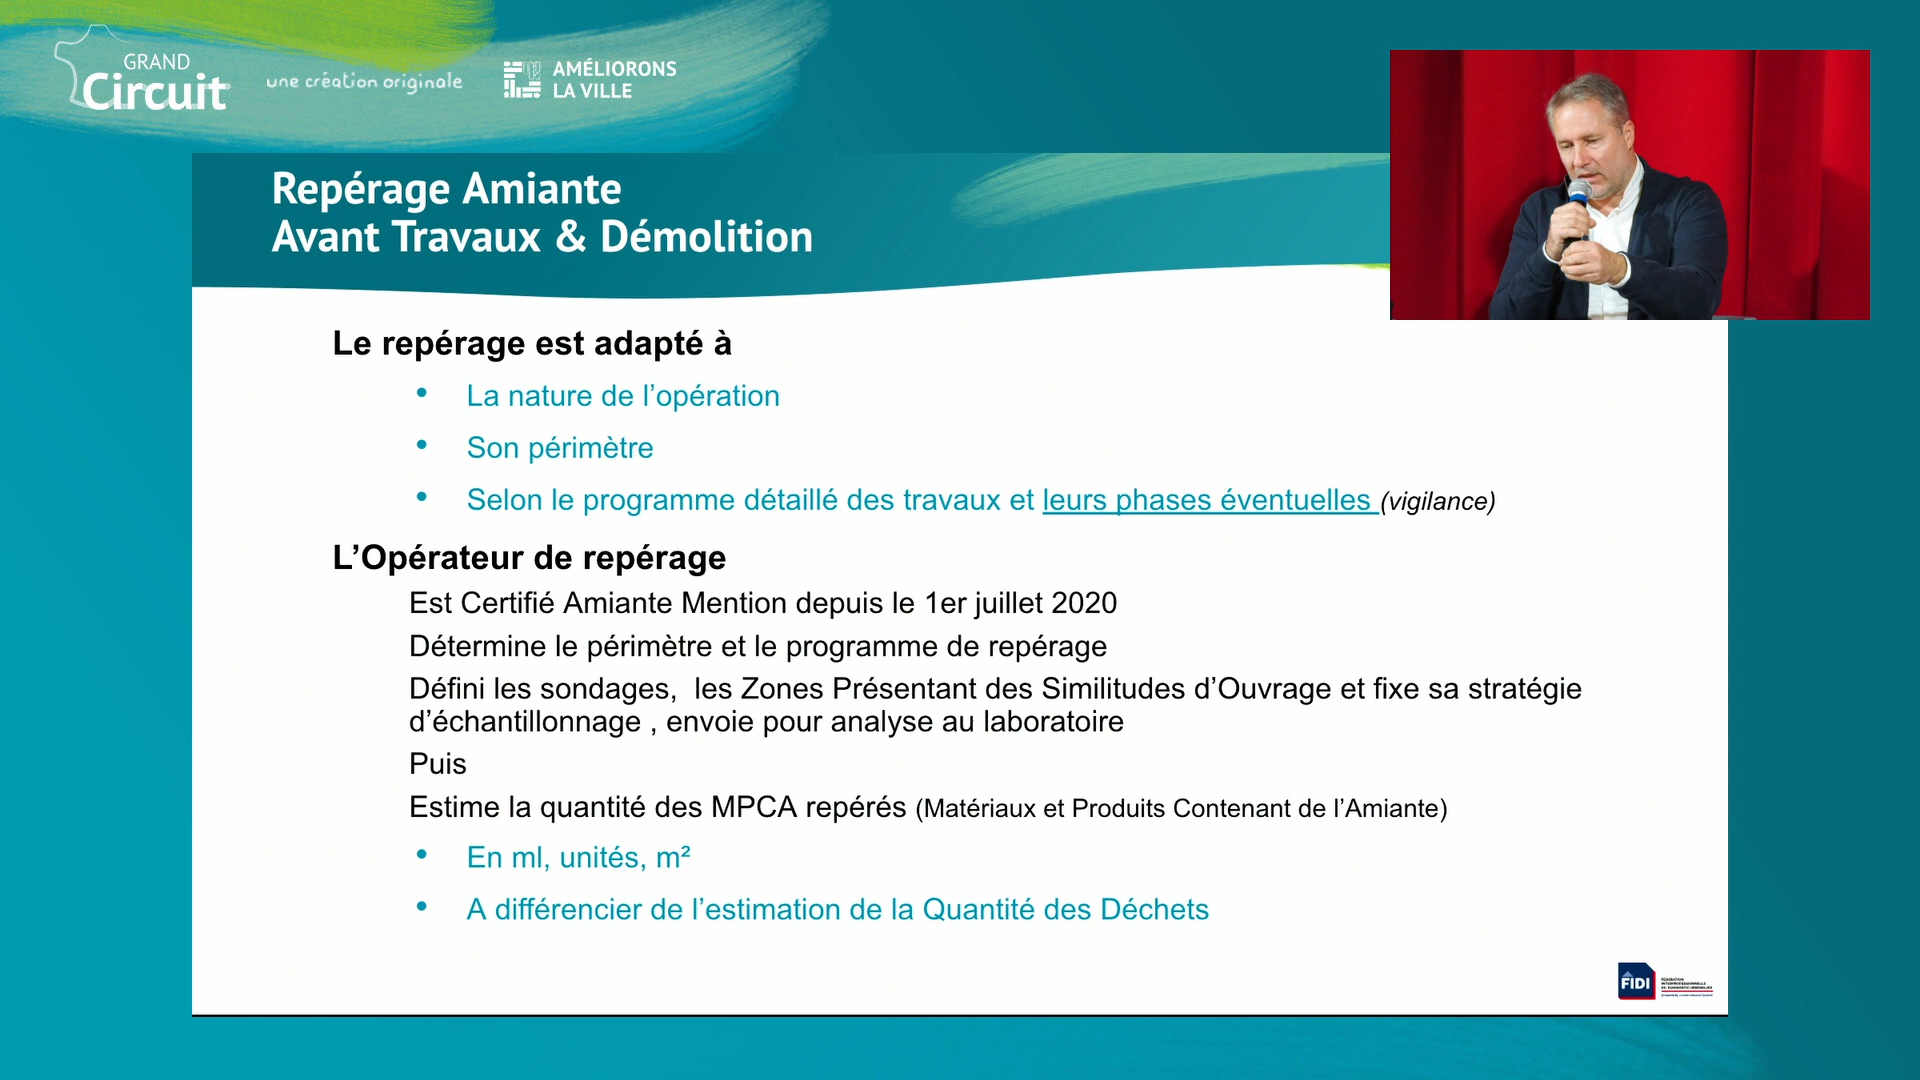 GRAND
Circuit
une création originale
AMÉLIORONS
LA VILLE
Repérage Amiante
Avant Travaux & Démolition
Le repérage est adapté à
• La nature de l’opération
• Son périmètre
• Selon le programme détaillé des travaux et leurs phases éventuelles (vigilance)
L’Opérateur de repérage
Est Certifié Amiante Mention depuis le 1er juillet 2020
Détermine le périmètre et le programme de repérage
Défini les sondages,  les Zones Présentant des Similitudes d’Ouvrage et fixe sa stratégie
d’échantillonnage , envoie pour analyse au laboratoire
Puis
Estime la quantité des MPCA repérés (Matériaux et Produits Contenant de l’Amiante)
• En ml, unités, m²
• A différencier de l’estimation de la Quantité des Déchets
FIDI
FÉDÉRATION
INTERPROFESSIONNELLE
DU DIAGNOSTIC IMMOBILIER